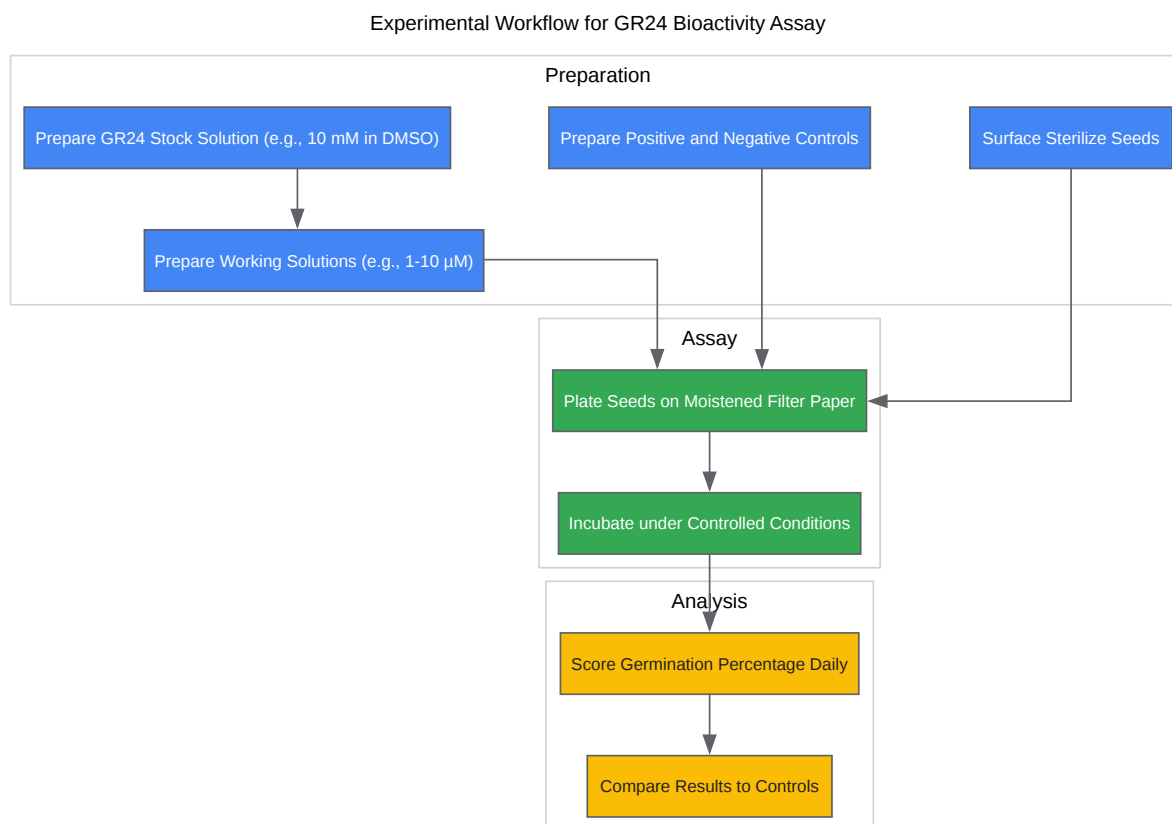 Experimental Workflow for GR24 Bioactivity Assay
Preparation
Prepare GR24 Stock Solution (e.g., 10 mM in DMSO)
Prepare Positive and Negative Controls
Surface Sterilize Seeds
Prepare Working Solutions (e.g., 1-10 µM)
Assay
Plate Seeds on Moistened Filter Paper
Incubate under Controlled Conditions
Analysis
Score Germination Percentage Daily
Compare Results to Controls